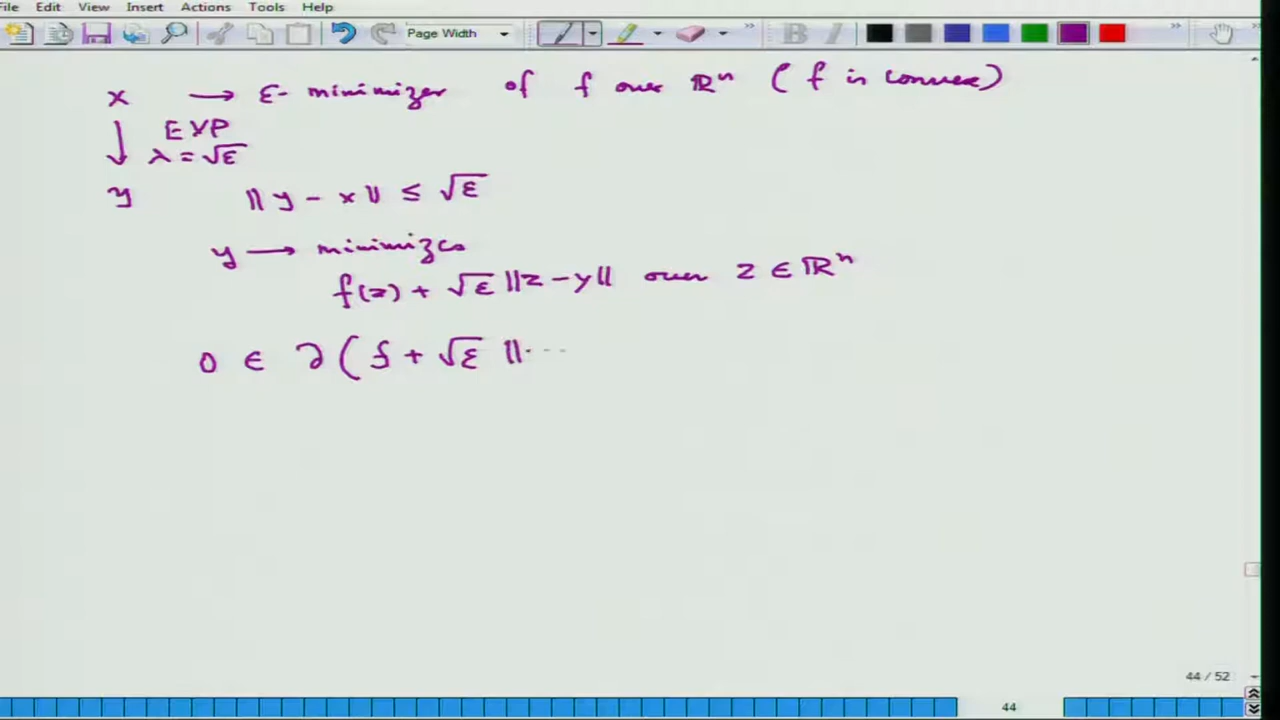 File Edit View Insert Actions Tools Help
Page Width
x → ε- minimizer of f over ℝⁿ ( f is convex )
↓ EVP
λ = √ε
y ‖ y - x ‖ ≤ √ε
y → minimizes
f(z) + √ε ‖z - y‖ over z ∈ ℝⁿ
0 ∈ ∂ ( f + √ε ‖· 
44 / 52
44